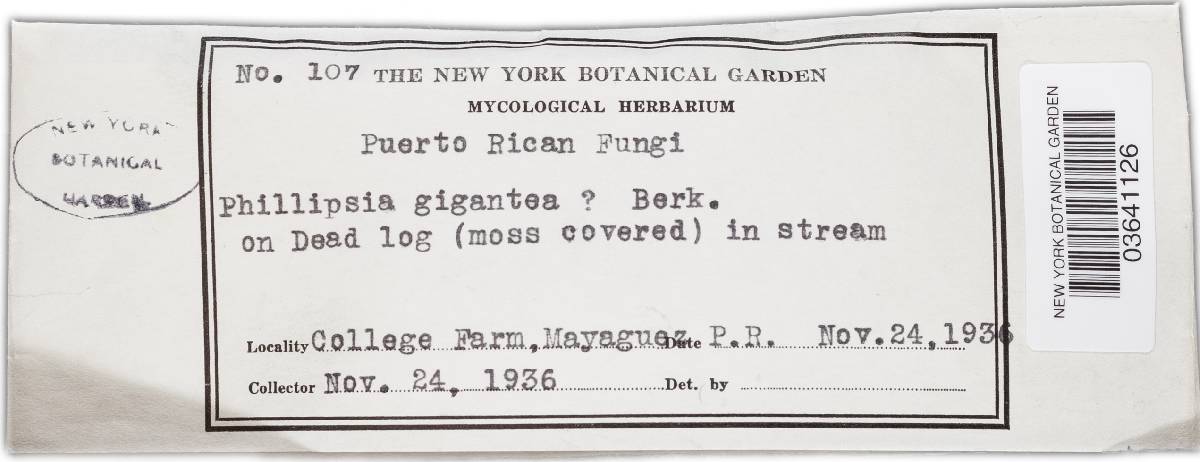 No. 107 THE NEW YORK BOTANICAL GARDEN
MYCOLOGICAL HERBARIUM
Puerto Rican Fungi
Phillipsia gigantea ? Berk.
on Dead log (moss covered) in stream
Locality College Farm, Mayaguez Date P.R. Nov.24,1936
Collector Nov. 24, 1936 Det. by
NEW YORK
BOTANICAL
GARDEN
NEW YORK BOTANICAL GARDEN
03641126